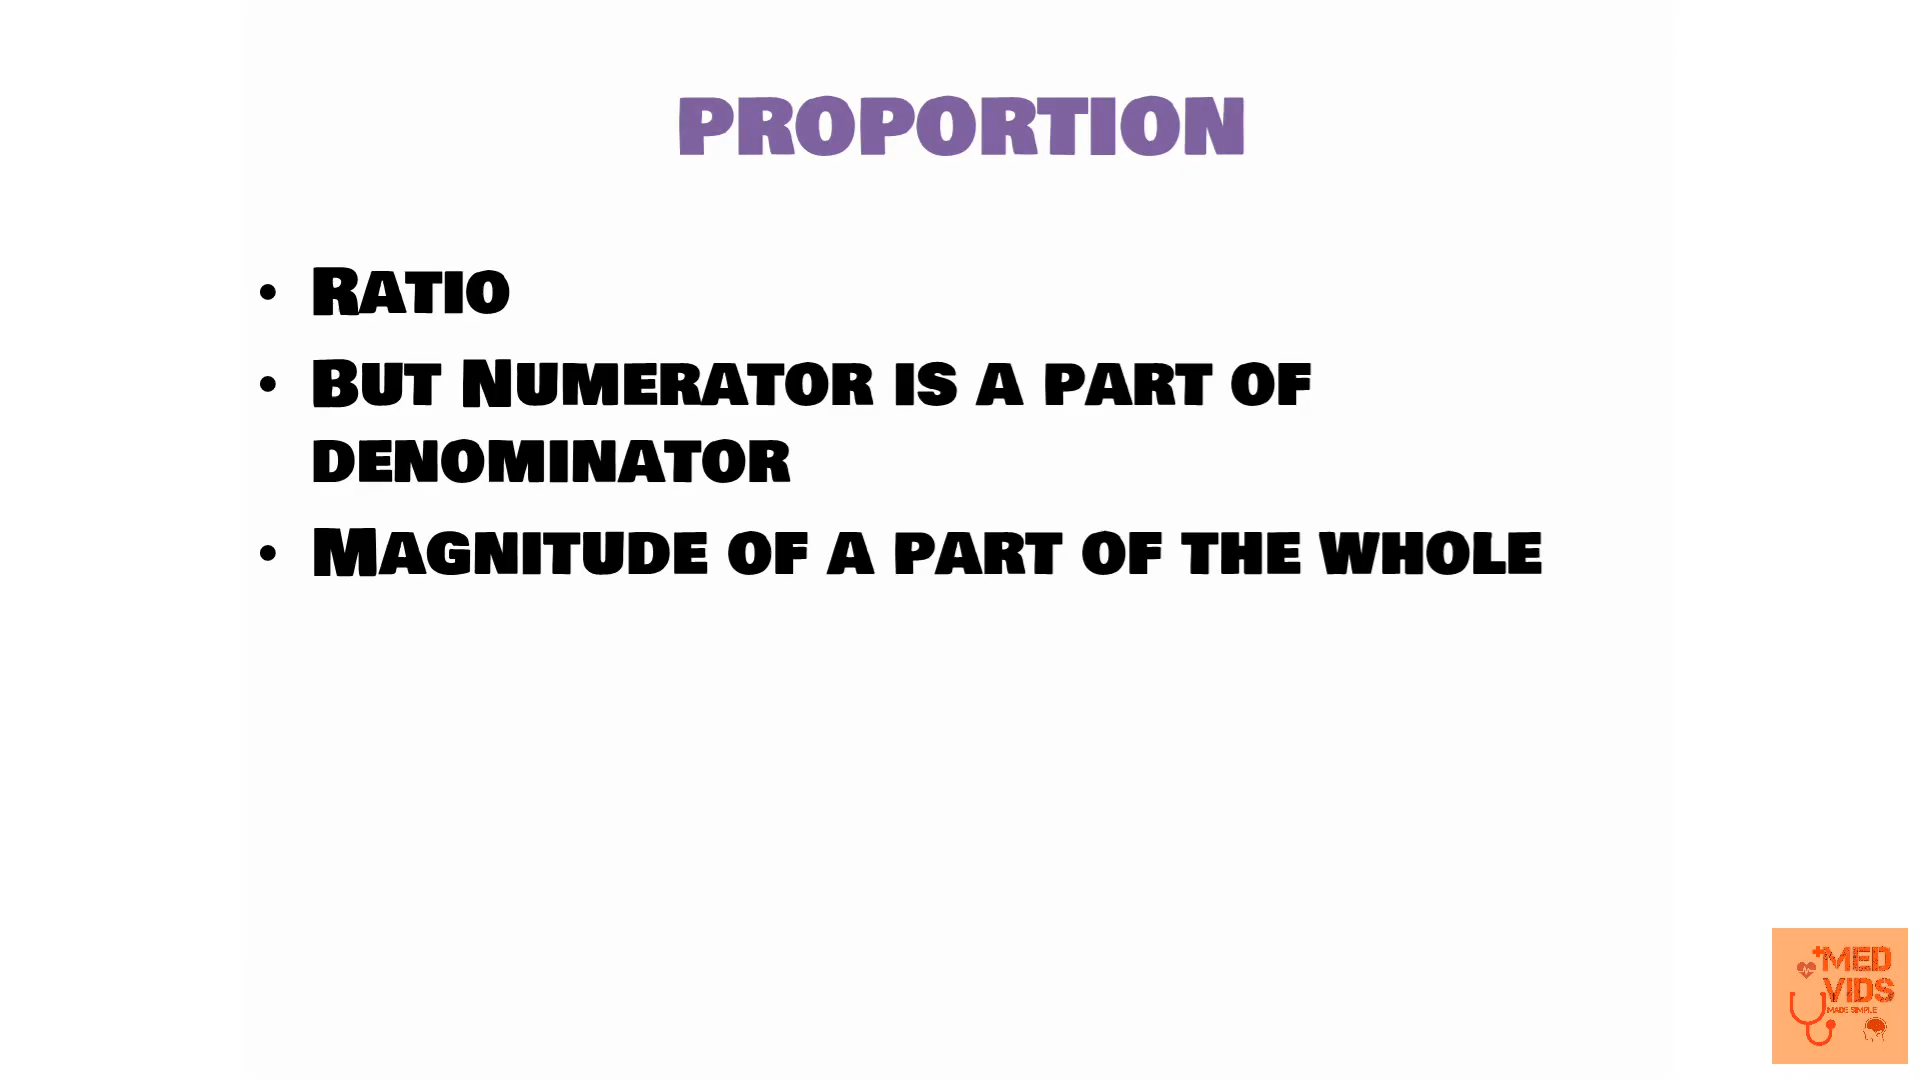 PROPORTION
• RATIO
• BUT NUMERATOR IS A PART OF
DENOMINATOR
• MAGNITUDE OF A PART OF THE WHOLE
MED
VIDS
MADE SIMPLE